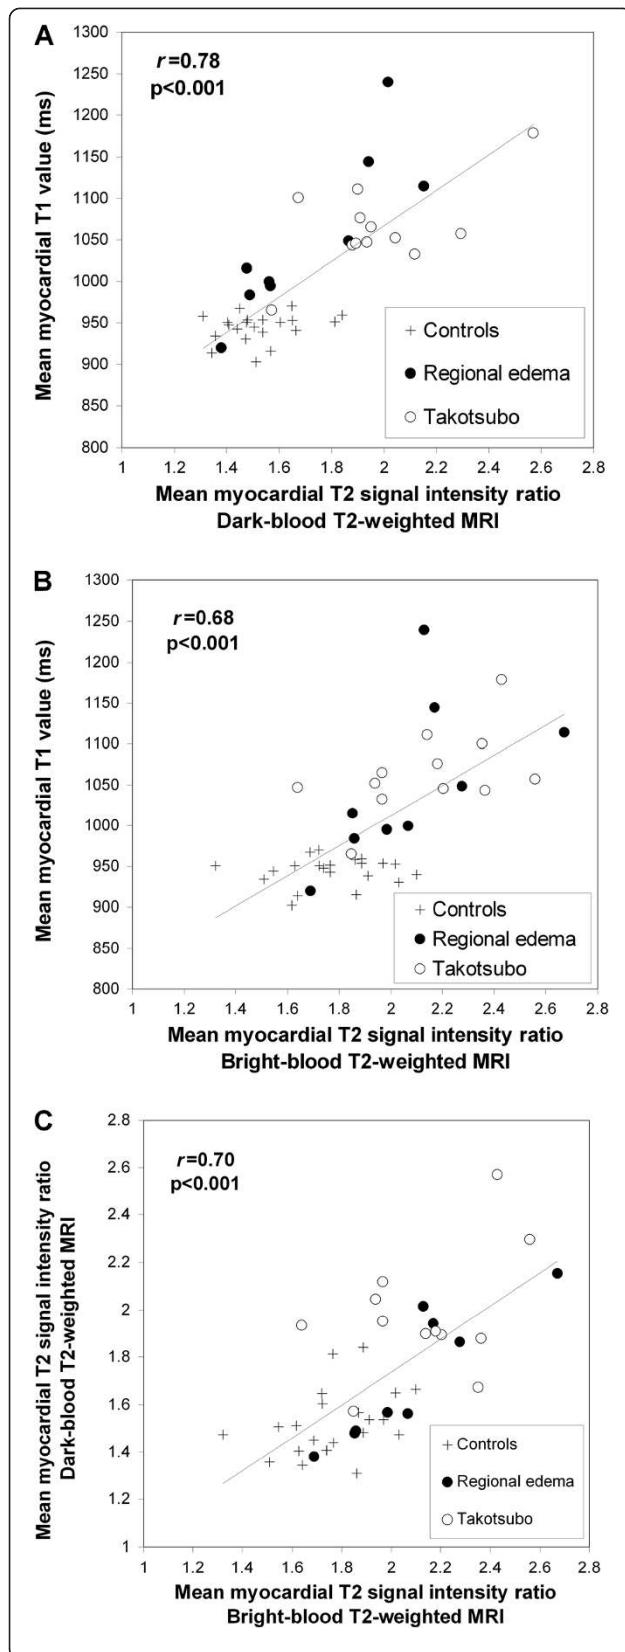 A
1300
1250
1200
1150
1100
1050
1000
950
900
850
800
Mean myocardial T1 value (ms)
r=0.78
p<0.001
Controls
Regional edema
Takotsubo
1 1.2 1.4 1.6 1.8 2 2.2 2.4 2.6 2.8
Mean myocardial T2 signal intensity ratio
Dark-blood T2-weighted MRI
B
1300
1250
1200
1150
1100
1050
1000
950
900
850
800
Mean myocardial T1 value (ms)
r=0.68
p<0.001
Controls
Regional edema
Takotsubo
1 1.2 1.4 1.6 1.8 2 2.2 2.4 2.6 2.8
Mean myocardial T2 signal intensity ratio
Bright-blood T2-weighted MRI
C
2.8
2.6
2.4
2.2
2
1.8
1.6
1.4
1.2
1
Mean myocardial T2 signal intensity ratio
Dark-blood T2-weighted MRI
r=0.70
p<0.001
Controls
Regional edema
Takotsubo
1 1.2 1.4 1.6 1.8 2 2.2 2.4 2.6 2.8
Mean myocardial T2 signal intensity ratio
Bright-blood T2-weighted MRI